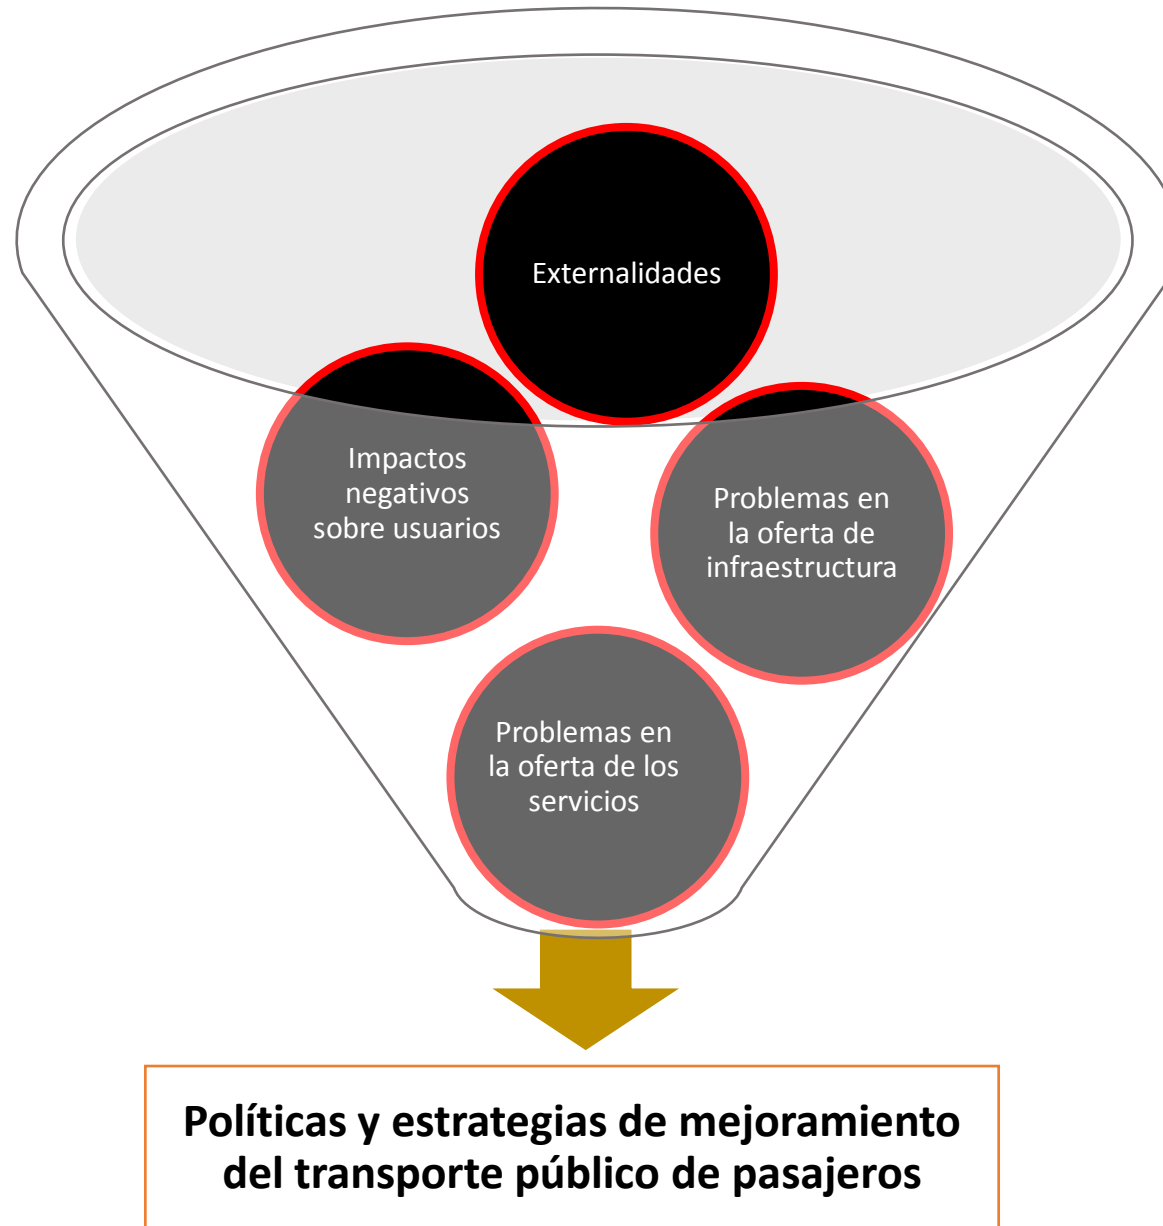 Externalidades
Impactos
negativos
sobre usuarios
Problemas en
la oferta de
infraestructura
Problemas en
la oferta de los
servicios
Políticas y estrategias de mejoramiento
del transporte público de pasajeros